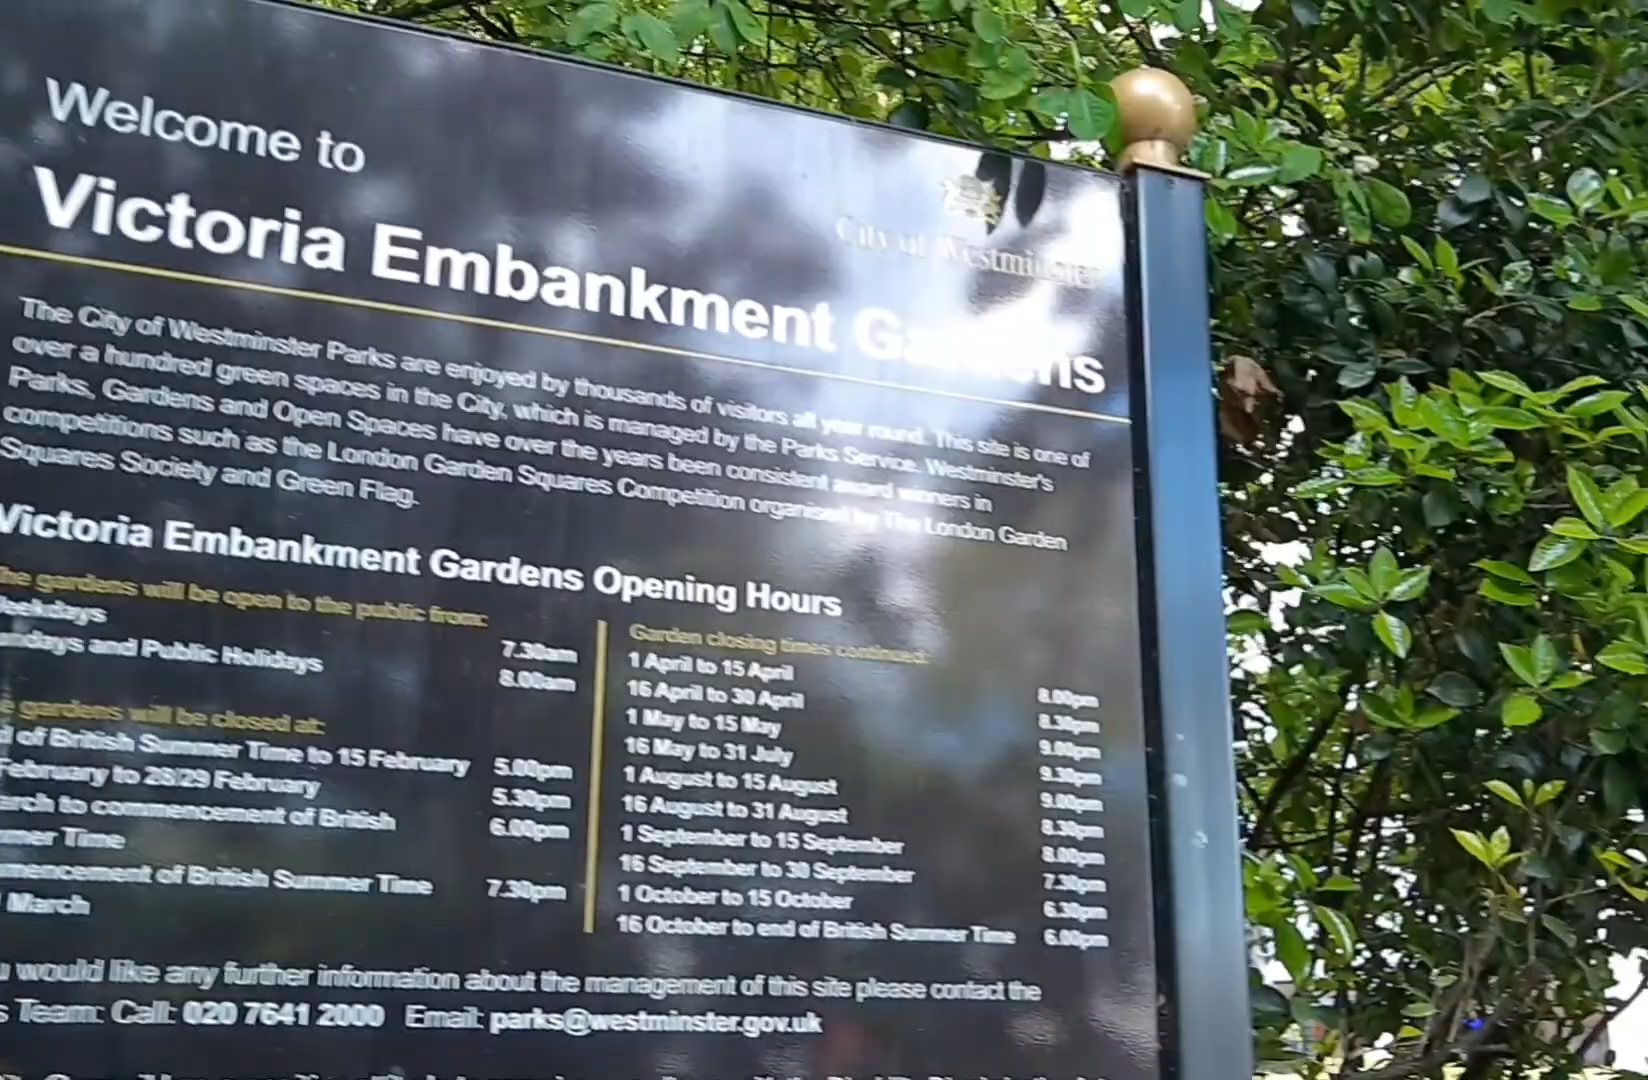 Welcome to
City of Westminster
Victoria Embankment Gardens
The City of Westminster Parks are enjoyed by thousands of visitors all year round. This site is one of
over a hundred green spaces in the City, which is managed by the Parks Service. Westminster's
Parks, Gardens and Open Spaces have over the years been consistent award winners in
competitions such as the London Garden Squares Competition organised by The London Garden
Squares Society and Green Flag.
Victoria Embankment Gardens Opening Hours
he gardens will be open to the public from:
eekdays 7.30am
undays and Public Holidays 8.00am
e gardens will be closed at:
d of British Summer Time to 15 February 5.00pm
February to 28/29 February 5.30pm
arch to commencement of British 6.00pm
mer Time
mencement of British Summer Time 7.30pm
March
Garden closing times continued:
1 April to 15 April 8.00pm
16 April to 30 April 8.30pm
1 May to 15 May 9.00pm
16 May to 31 July 9.30pm
1 August to 15 August 9.00pm
16 August to 31 August 8.30pm
1 September to 15 September 8.00pm
16 September to 30 September 7.30pm
1 October to 15 October 6.30pm
16 October to end of British Summer Time 6.00pm
u would like any further information about the management of this site please contact the
s Team: Call: 020 7641 2000 Email: parks@westminster.gov.uk